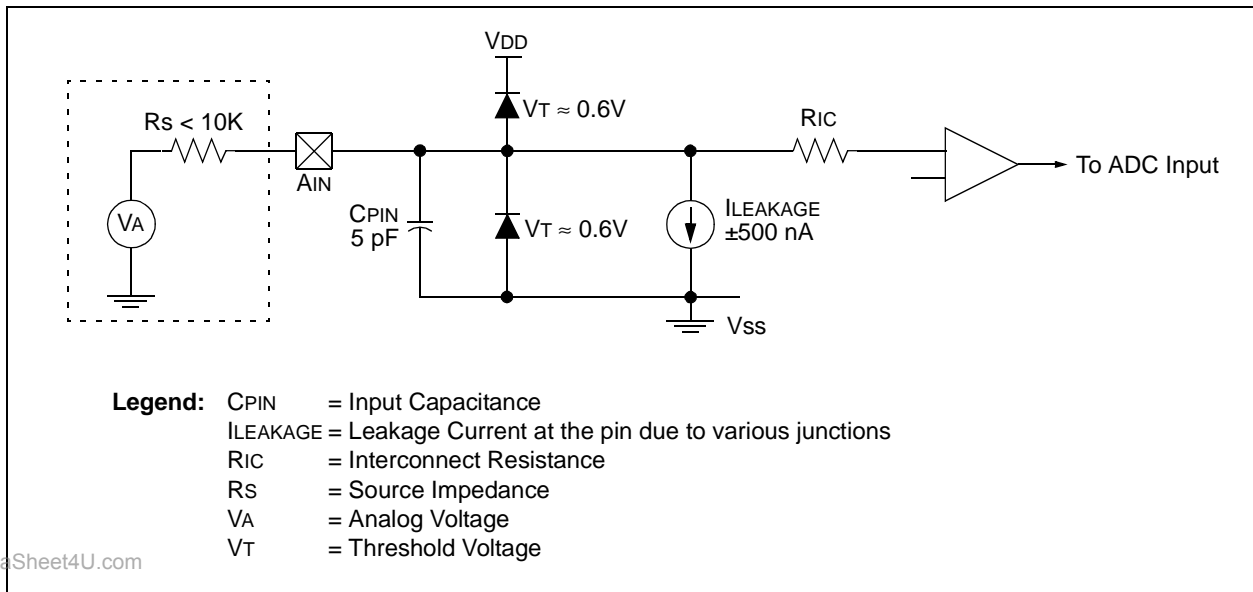 VDD
VT ≈ 0.6V
Rs < 10K
RIC
AIN
To ADC Input
VA
CPIN
5 pF
VT ≈ 0.6V
ILEAKAGE
±500 nA
Vss
Legend: CPIN = Input Capacitance
ILEAKAGE = Leakage Current at the pin due to various junctions
RIC = Interconnect Resistance
RS = Source Impedance
VA = Analog Voltage
VT = Threshold Voltage
aSheet4U.com